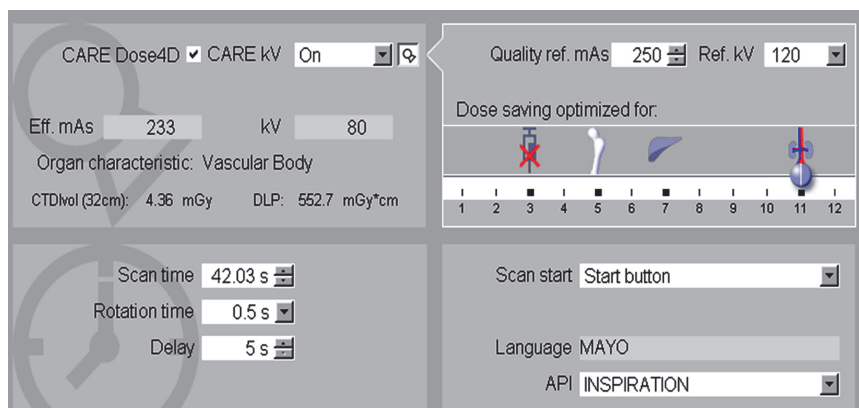 CARE Dose4D CARE kV On
Quality ref. mAs 250 Ref. kV 120
Dose saving optimized for:
Eff. mAs 233 kV 80
Organ characteristic: Vascular Body
CTDIvol (32cm): 4.36 mGy DLP: 552.7 mGy*cm
1 2 3 4 5 6 7 8 9 10 11 12
Scan time 42.03 s
Rotation time 0.5 s
Delay 5 s
Scan start Start button
Language MAYO
API INSPIRATION